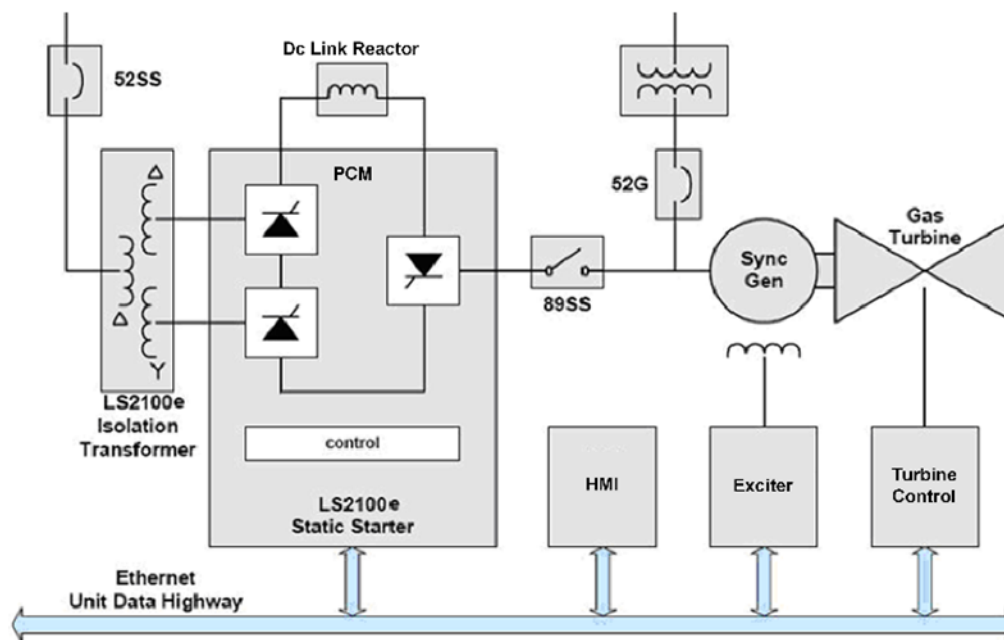 Dc Link Reactor
52SS
PCM
52G
Gas
Turbine
Sync
Gen
89SS
Δ
Δ
Y
LS2100e
Isolation
Transformer
control
LS2100e
Static Starter
HMI
Exciter
Turbine
Control
Ethernet
Unit Data Highway